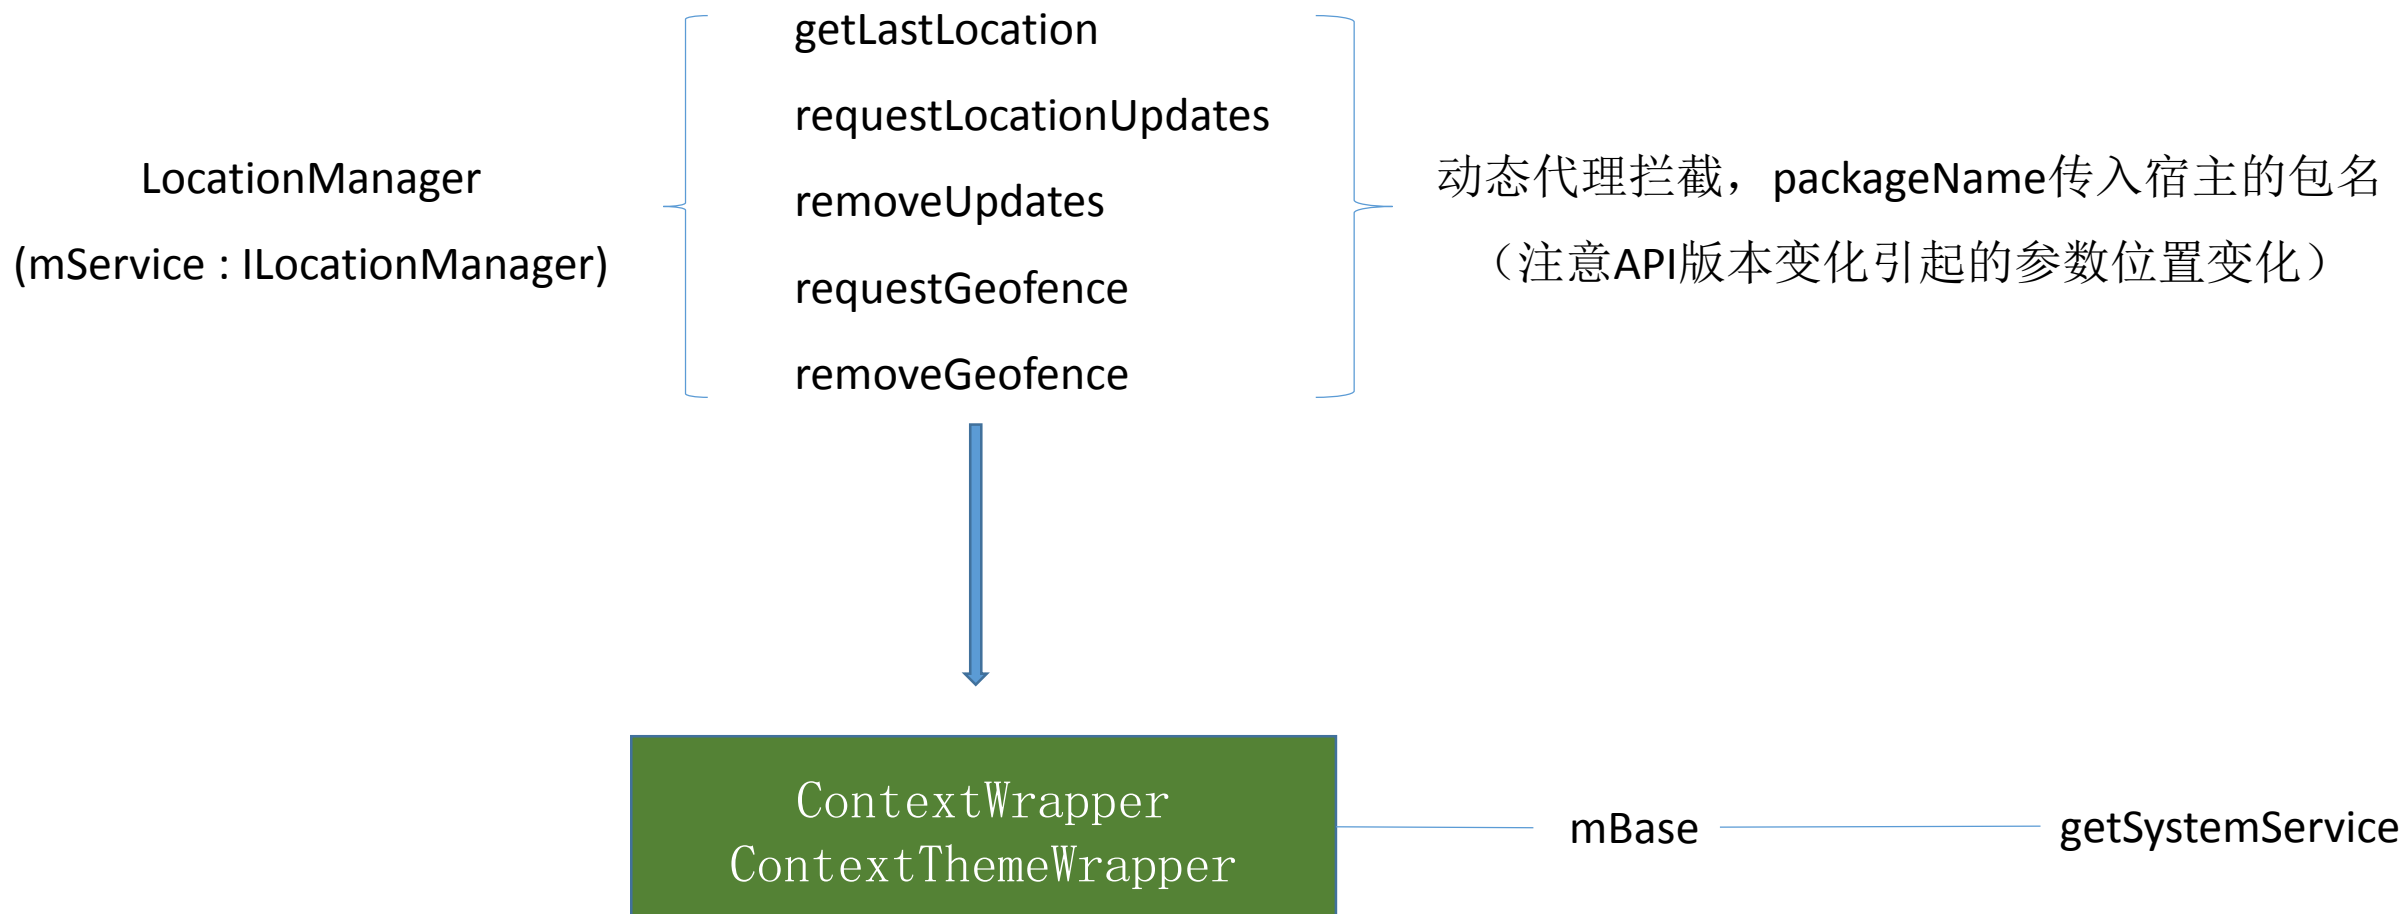 LocationManager
(mService : ILocationManager)
getLastLocation
requestLocationUpdates
removeUpdates
requestGeofence
removeGeofence
动态代理拦截，packageName传入宿主的包名
（注意API版本变化引起的参数位置变化）
ContextWrapper
ContextThemeWrapper
mBase
getSystemService